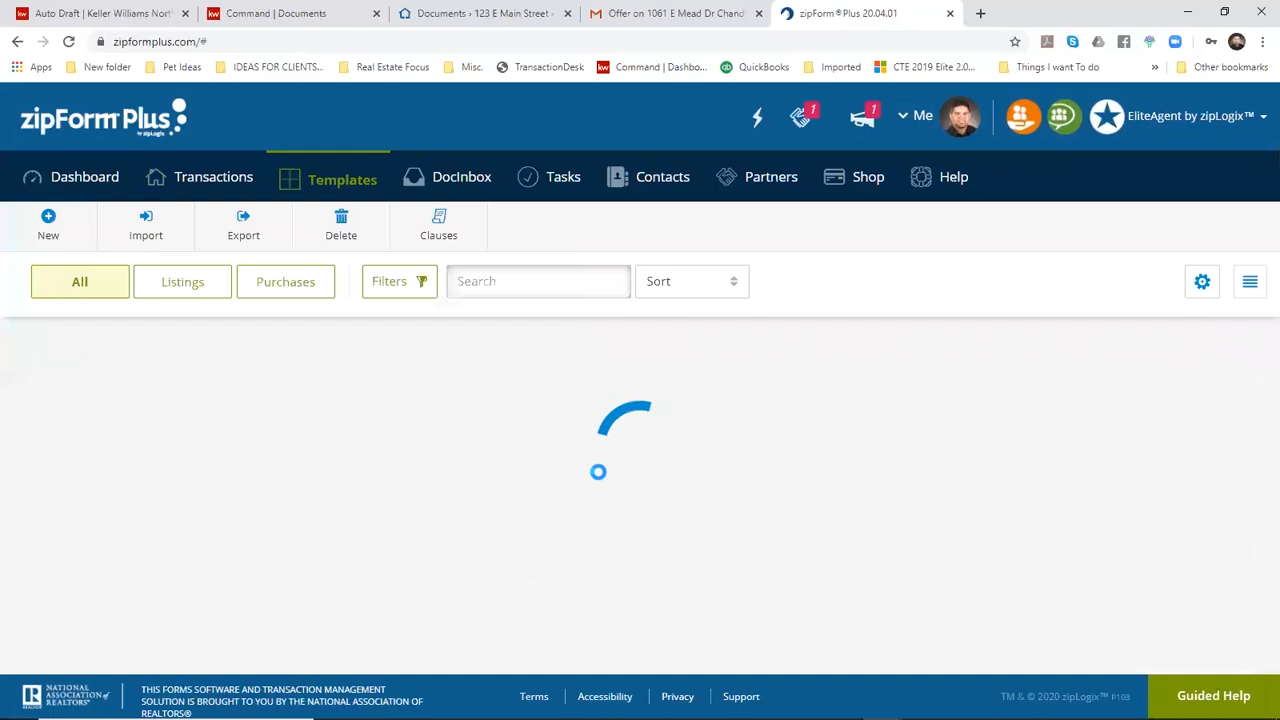 Auto Draft | Keller Williams Nort
Command | Documents
Documents › 123 E Main Street ‹
Offer on 1061 E Mead Dr Chandl
zipForm®Plus 20.04.01
zipformplus.com/#
Apps
New folder
Pet Ideas
IDEAS FOR CLIENTS...
Real Estate Focus
Misc.
TransactionDesk
Command | Dashbo...
QuickBooks
Imported
CTE 2019 Elite 2.0...
Things I want To do
»
Other bookmarks
zipForm Plus
by zipLogix
1
1
Me
EliteAgent by zipLogix™
Dashboard
Transactions
Templates
DocInbox
Tasks
Contacts
Partners
Shop
Help
New
Import
Export
Delete
Clauses
All
Listings
Purchases
Filters
Search
Sort
NATIONAL
ASSOCIATION of
REALTORS®
THIS FORMS SOFTWARE AND TRANSACTION MANAGEMENT
SOLUTION IS BROUGHT TO YOU BY THE NATIONAL ASSOCIATION OF
REALTORS®
Terms
Accessibility
Privacy
Support
TM & © 2020 zipLogix™ P103
Guided Help